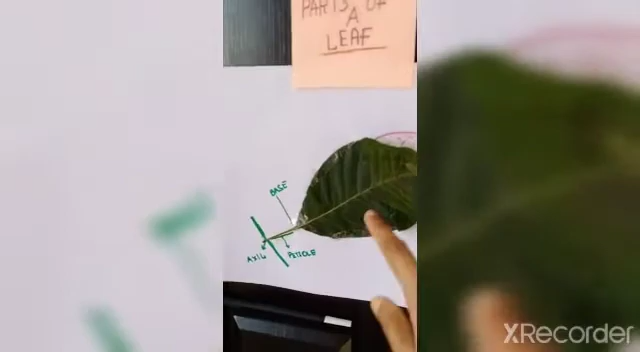 PARTS OF
A
LEAF
BASE
AXIL
PETIOLE
XRecorder